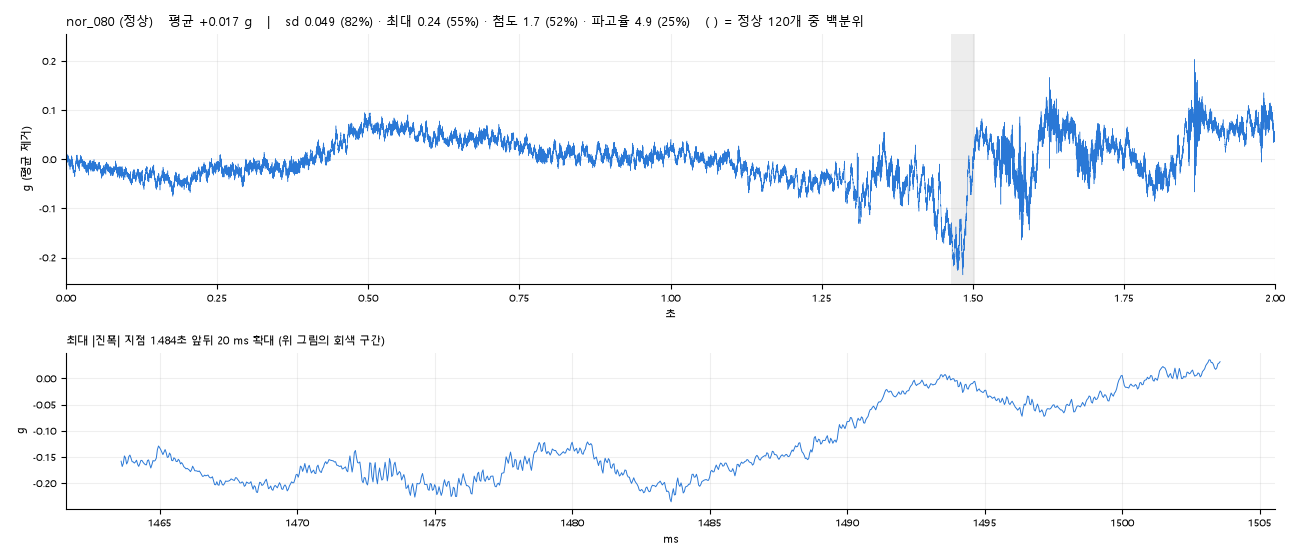 nor_080 (정상) 평균 +0.017 g | sd 0.049 (82%) · 최대 0.24 (55%) · 첨도 1.7 (52%) · 파고율 4.9 (25%) ( ) = 정상 120개 중 백분위
g (평균 제거)
0.2
0.1
0.0
-0.1
-0.2
0.00 0.25 0.50 0.75 1.00 1.25 1.50 1.75 2.00
초
최대 |진폭| 지점 1.484초 앞뒤 20 ms 확대 (위 그림의 회색 구간)
g
0.00
-0.05
-0.10
-0.15
-0.20
1465 1470 1475 1480 1485 1490 1495 1500 1505
ms